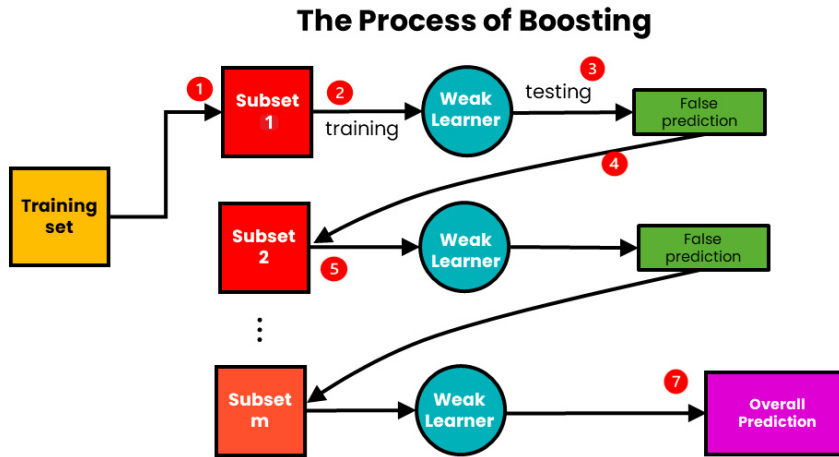 The Process of Boosting
1
2
3
Subset
1
training
Weak
Learner
testing
False
prediction
4
Training
set
Subset
2
5
Weak
Learner
False
prediction
Subset
m
Weak
Learner
7
Overall
Prediction